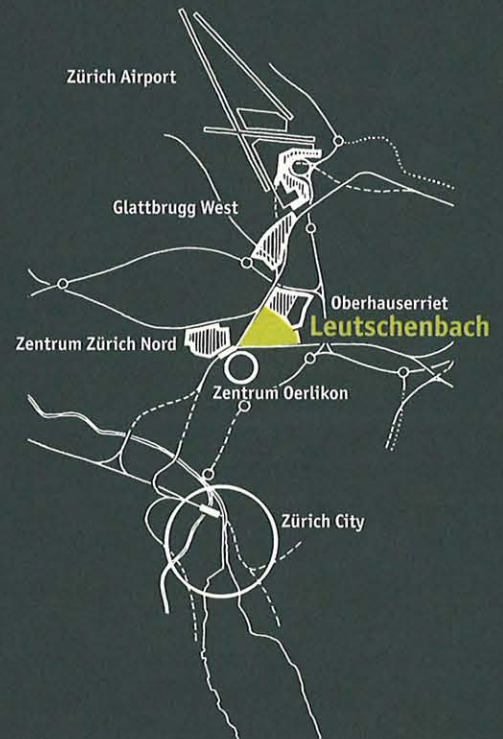 Zürich Airport
Glattbrugg West
Oberhauserriet
Leutschenbach
Zentrum Zürich Nord
Zentrum Oerlikon
Zürich City